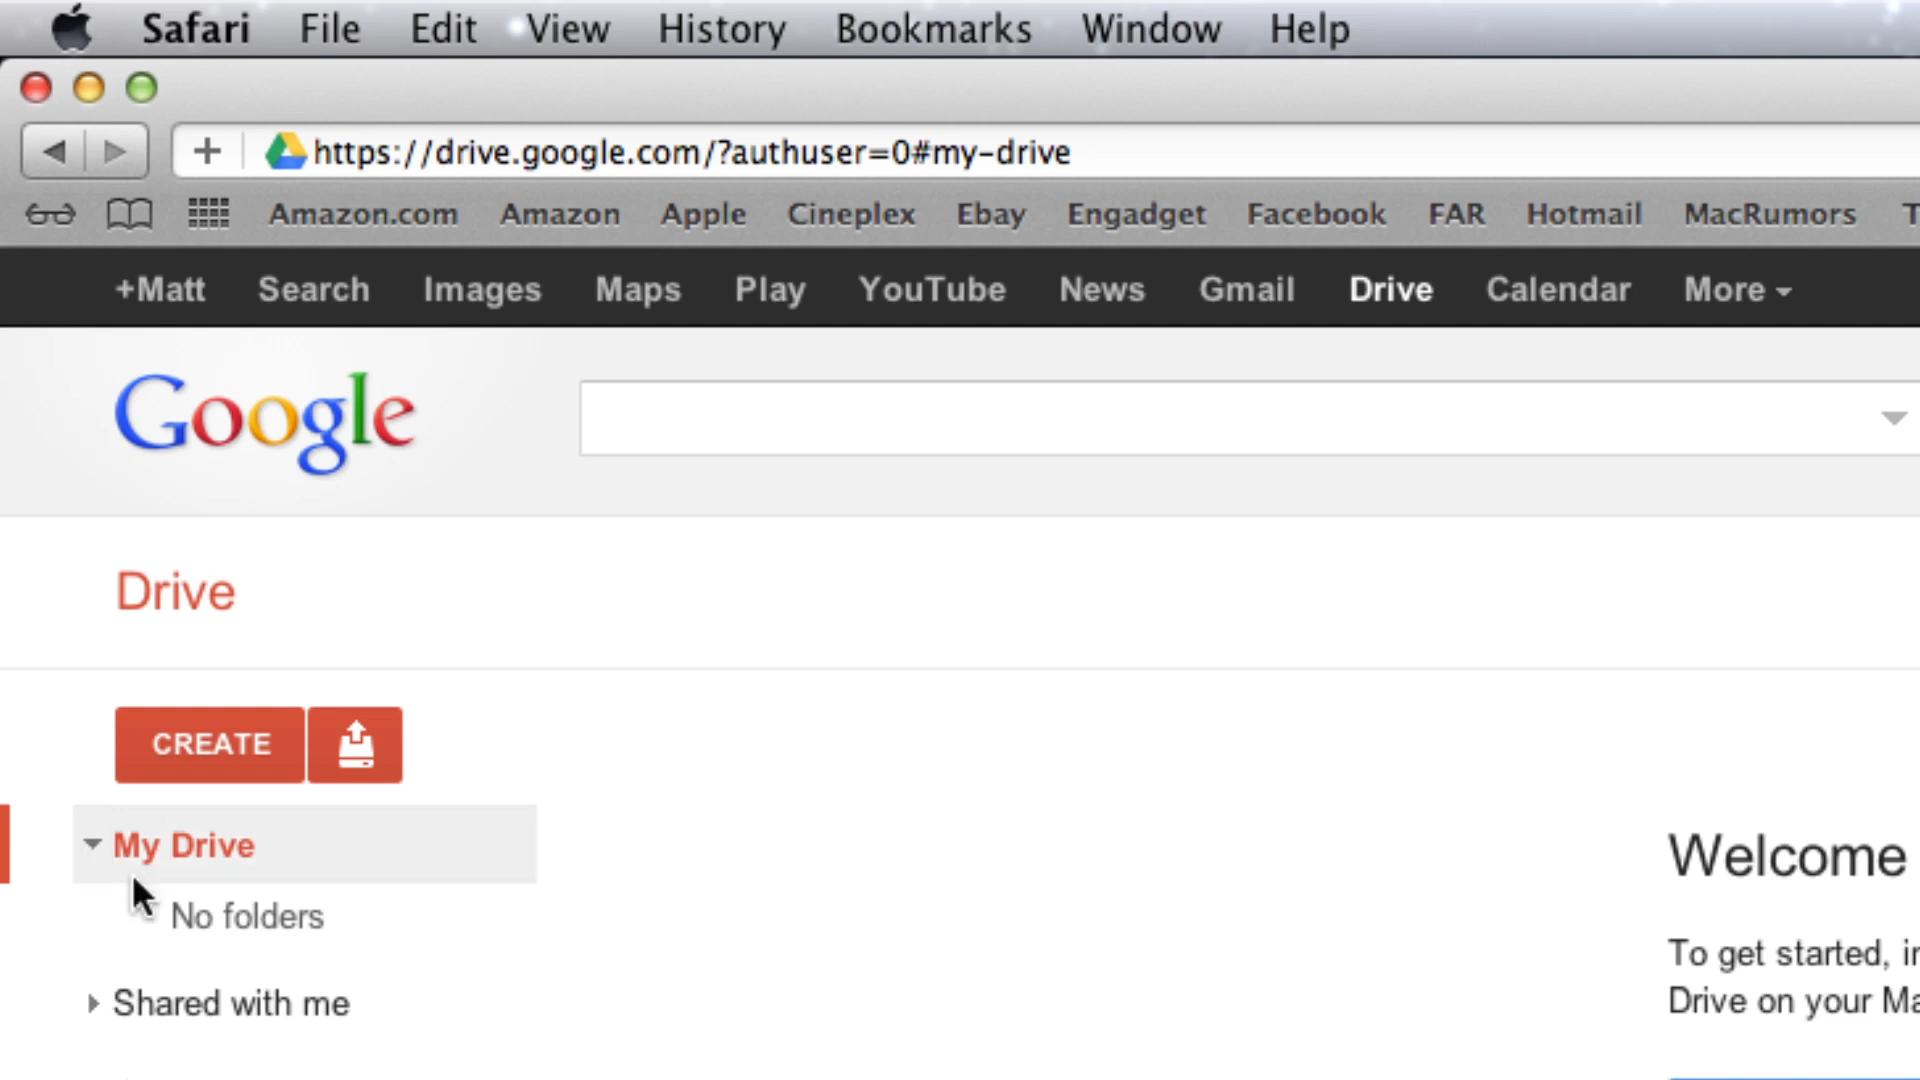 Safari File Edit View History Bookmarks Window Help
https://drive.google.com/?authuser=0#my-drive
Amazon.com Amazon Apple Cineplex Ebay Engadget Facebook FAR Hotmail MacRumors
+Matt Search Images Maps Play YouTube News Gmail Drive Calendar More
Google
Drive
CREATE
My Drive
No folders
Shared with me
Welcome
To get started,
Drive on your